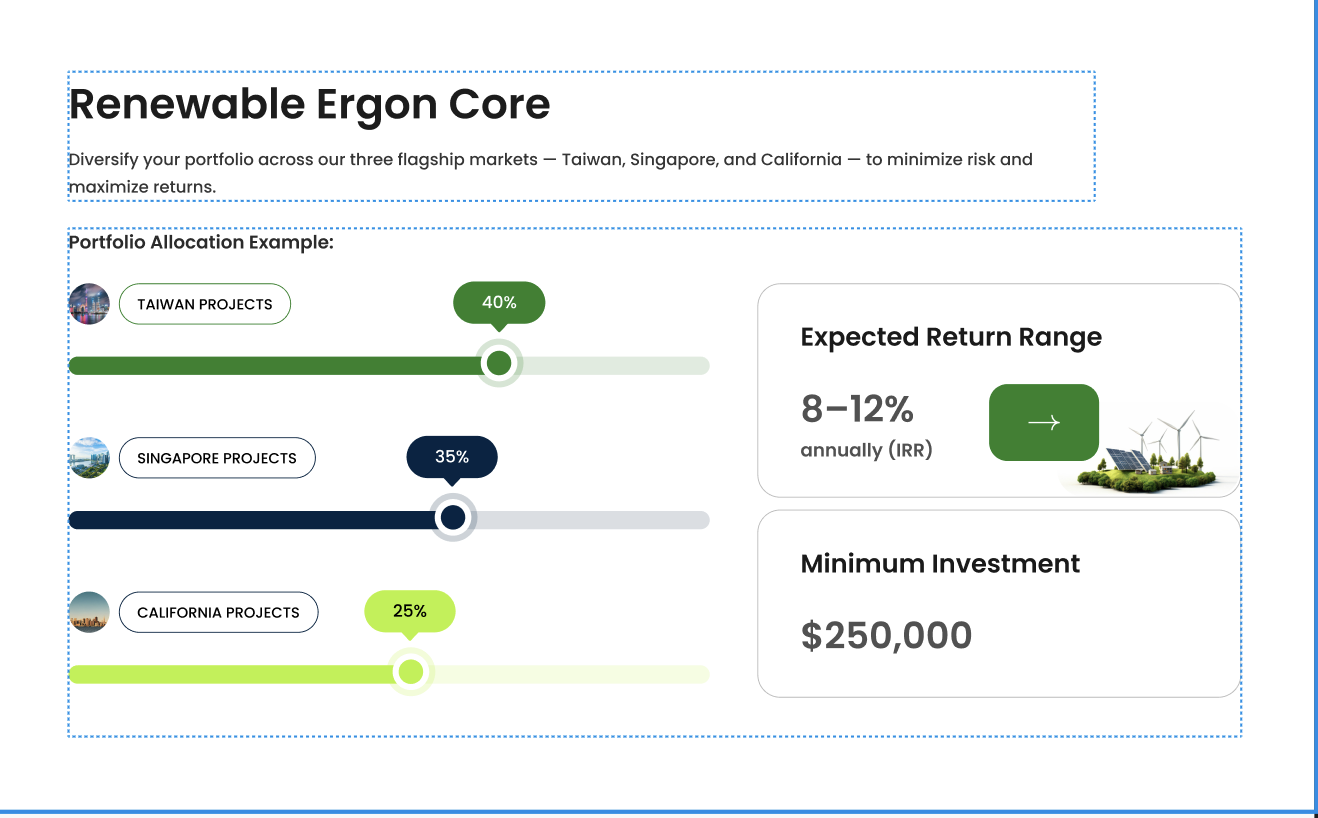 Renewable Ergon Core
Diversify your portfolio across our three flagship markets — Taiwan, Singapore, and California — to minimize risk and
maximize returns.
Portfolio Allocation Example:
TAIWAN PROJECTS
40%
SINGAPORE PROJECTS
35%
CALIFORNIA PROJECTS
25%
Expected Return Range
8–12%
annually (IRR)
Minimum Investment
$250,000